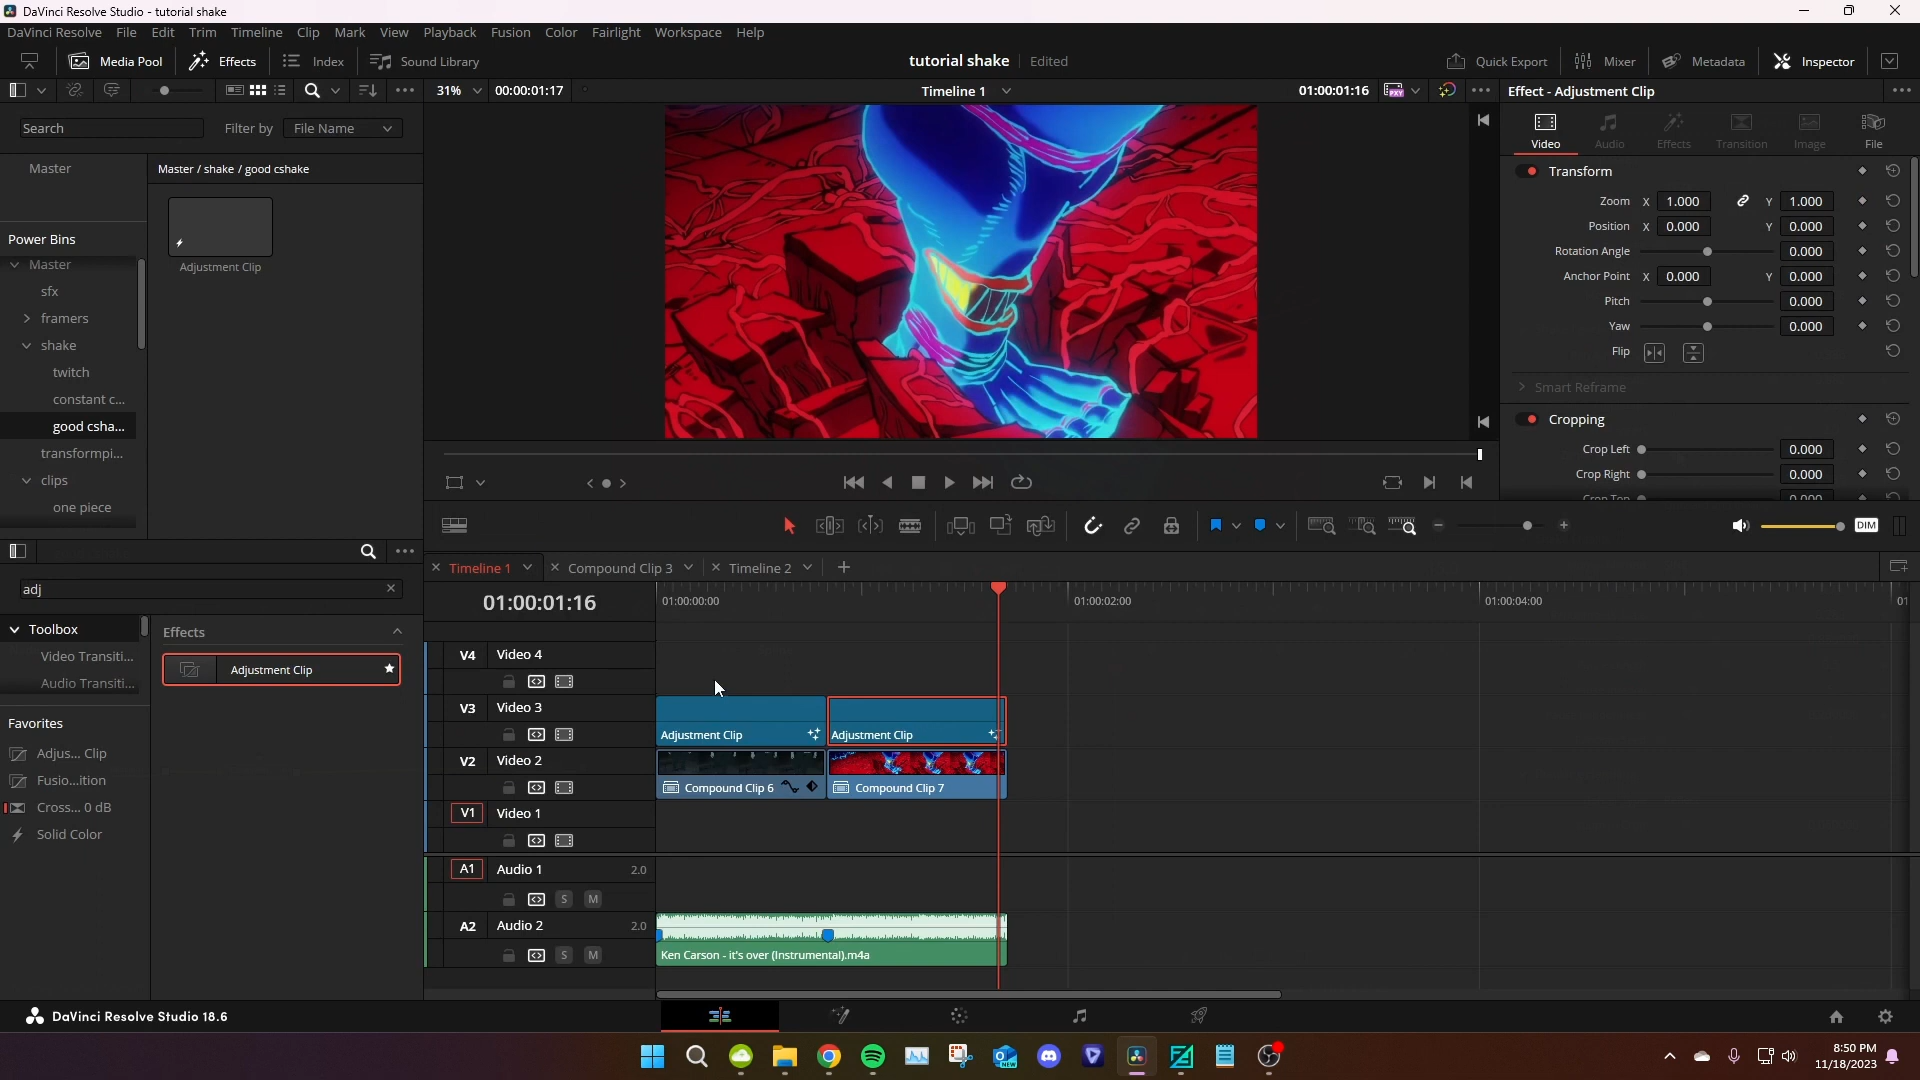 DaVinci Resolve Studio - tutorial shake
DaVinci Resolve File Edit Trim Timeline Clip Mark View Playback Fusion Color Fairlight Workspace Help
Media Pool Effects Index Sound Library tutorial shake Edited Quick Export Mixer Metadata Inspector
31% 00:00:01:17 Timeline 1 01:00:01:16 PXY Effect - Adjustment Clip
Search Filter by File Name
Video Audio Effects Transition Image File
Master Master / shake / good cshake
Transform
Zoom X 1.000 Y 1.000
Position X 0.000 Y 0.000
Rotation Angle 0.000
Anchor Point X 0.000 Y 0.000
Pitch 0.000
Yaw 0.000
Flip
Smart Reframe
Cropping
Crop Left 0.000
Crop Right 0.000
Crop Top 0.000
Adjustment Clip
Power Bins
Master
sfx
framers
shake
twitch
constant c...
good csha...
transformpi...
clips
one piece
DIM
adj
Toolbox
Video Transiti...
Audio Transiti...
Effects
Adjustment Clip
Favorites
Adjus... Clip
Fusio...ition
Cross... 0 dB
Solid Color
Timeline 1 Compound Clip 3 Timeline 2
01:00:01:16 01:00:00:00 01:00:02:00 01:00:04:00 01
V4 Video 4
V3 Video 3
Adjustment Clip Adjustment Clip
V2 Video 2
Compound Clip 6 Compound Clip 7
V1 Video 1
A1 Audio 1 2.0
S M
A2 Audio 2 2.0
S M
Ken Carson - it's over (Instrumental).m4a
DaVinci Resolve Studio 18.6
NEW
8:50 PM
11/18/2023